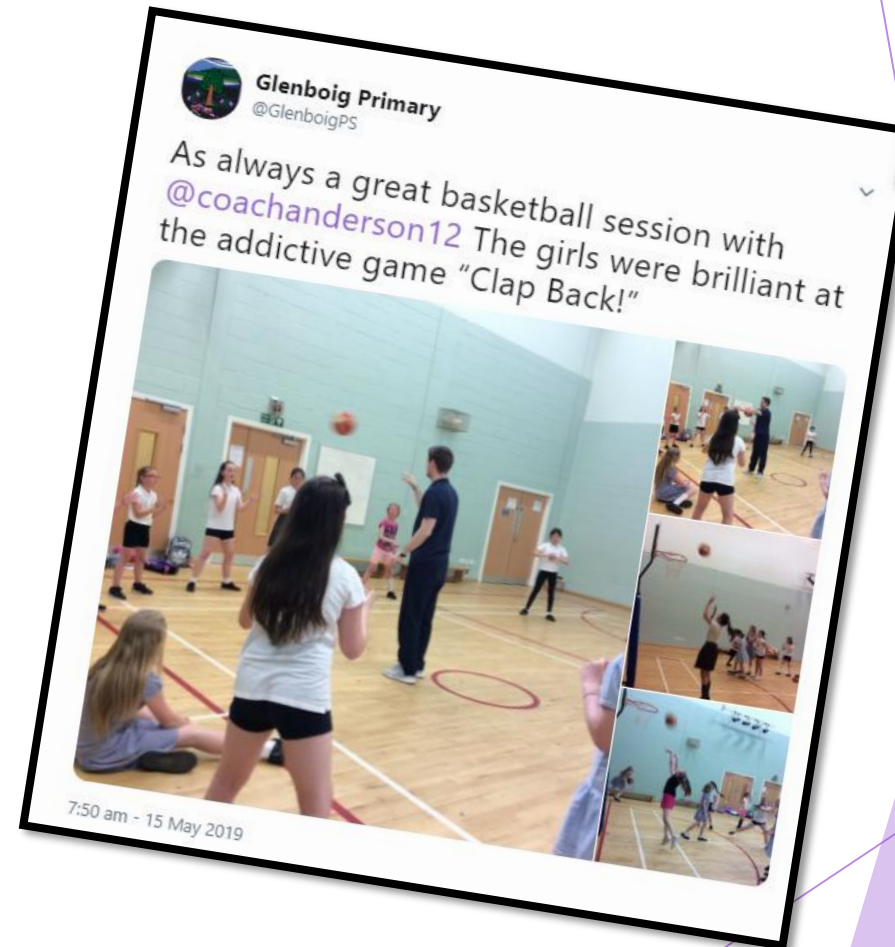 Glenboig Primary
@GlenboigPS
As always a great basketball session with
@coachanderson12 The girls were brilliant at
the addictive game “Clap Back!”
7:50 am - 15 May 2019